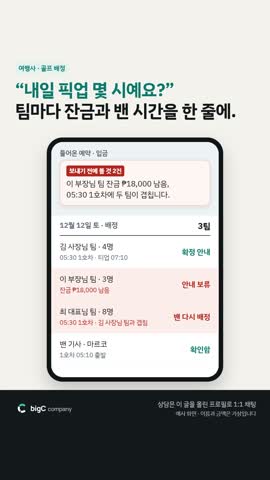 여행사 · 골프 배정
“내일 픽업 몇 시예요?”
팀마다 잔금과 밴 시간을 한 줄에.
들어온 예약 · 입금
보내기 전에 볼 것 2건
이 부장님 팀 잔금 ₱18,000 남음,
05:30 1호차에 두 팀이 겹칩니다.
12월 12일 토 · 배정 3팀
김 사장님 팀 · 4명 확정 안내
05:30 1호차 · 티업 07:10
이 부장님 팀 · 3명 안내 보류
잔금 ₱18,000 남음
최 대표님 팀 · 8명 밴 다시 배정
05:30 1호차 · 김 사장님 팀과 겹침
밴 기사 · 마르코 확인함
1호차 05:10 출발
bigC company
상담은 이 글을 올린 프로필로 1:1 채팅
예시 화면 · 이름과 금액은 가상입니다